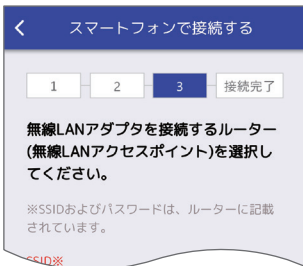 スマートフォンで接続する
1 2 3 接続完了
無線LANアダプタを接続するルーター
(無線LANアクセスポイント)を選択し
てください。
※SSIDおよびパスワードは、ルーターに記載
されています。
SSID※